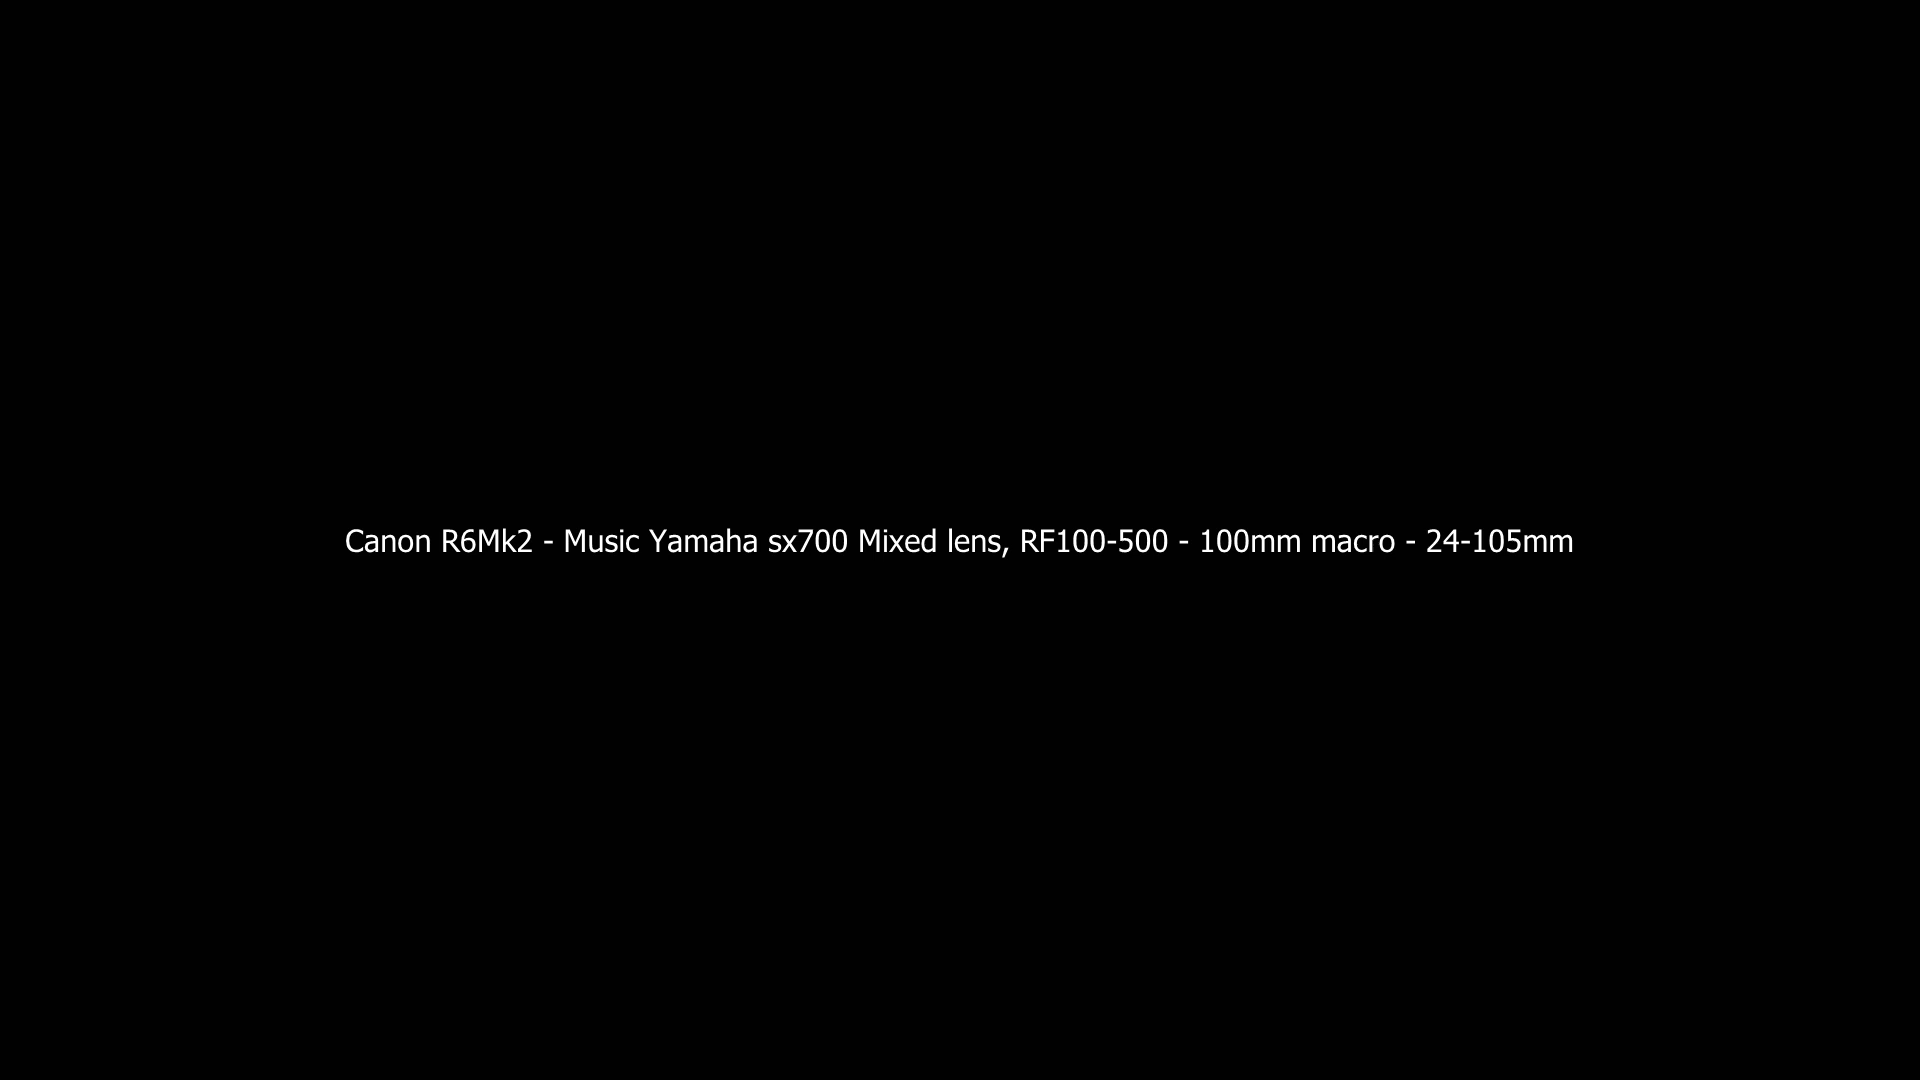 Canon R6Mk2 - Music Yamaha sx700 Mixed lens, RF100-500 - 100mm macro - 24-105mm